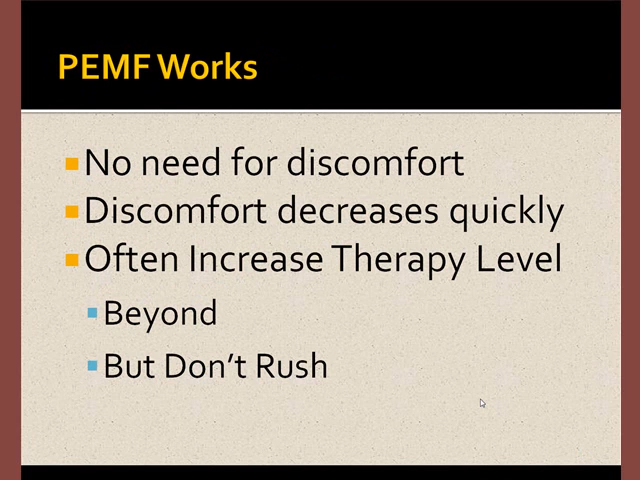 PEMF Works
No need for discomfort
Discomfort decreases quickly
Often Increase Therapy Level
Beyond
But Don’t Rush